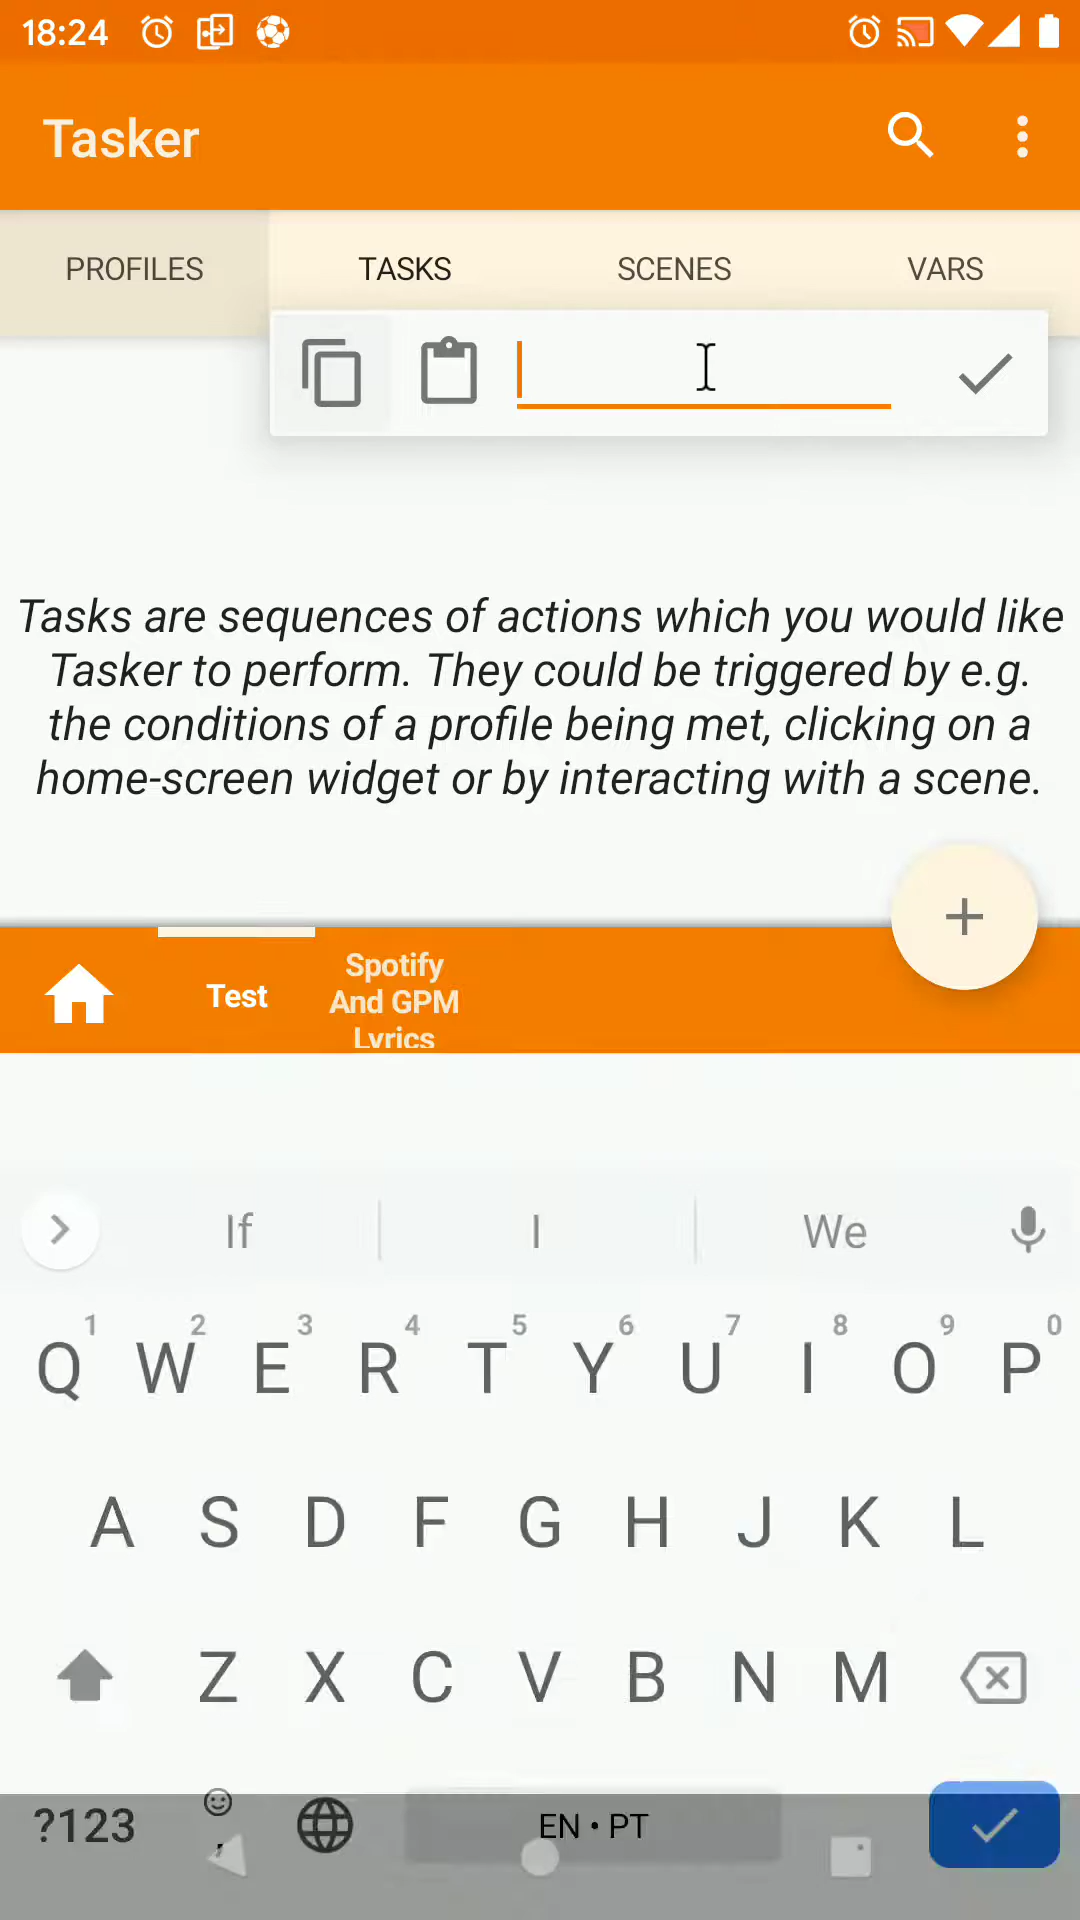 18:24
Tasker
PROFILES TASKS SCENES VARS
Tasks are sequences of actions which you would like
Tasker to perform. They could be triggered by e.g.
the conditions of a profile being met, clicking on a
home-screen widget or by interacting with a scene.
Test
Spotify
And GPM
Lyrics
If I We
1 2 3 4 5 6 7 8 9 0
Q W E R T Y U I O P
A S D F G H J K L
Z X C V B N M
?123 , EN • PT